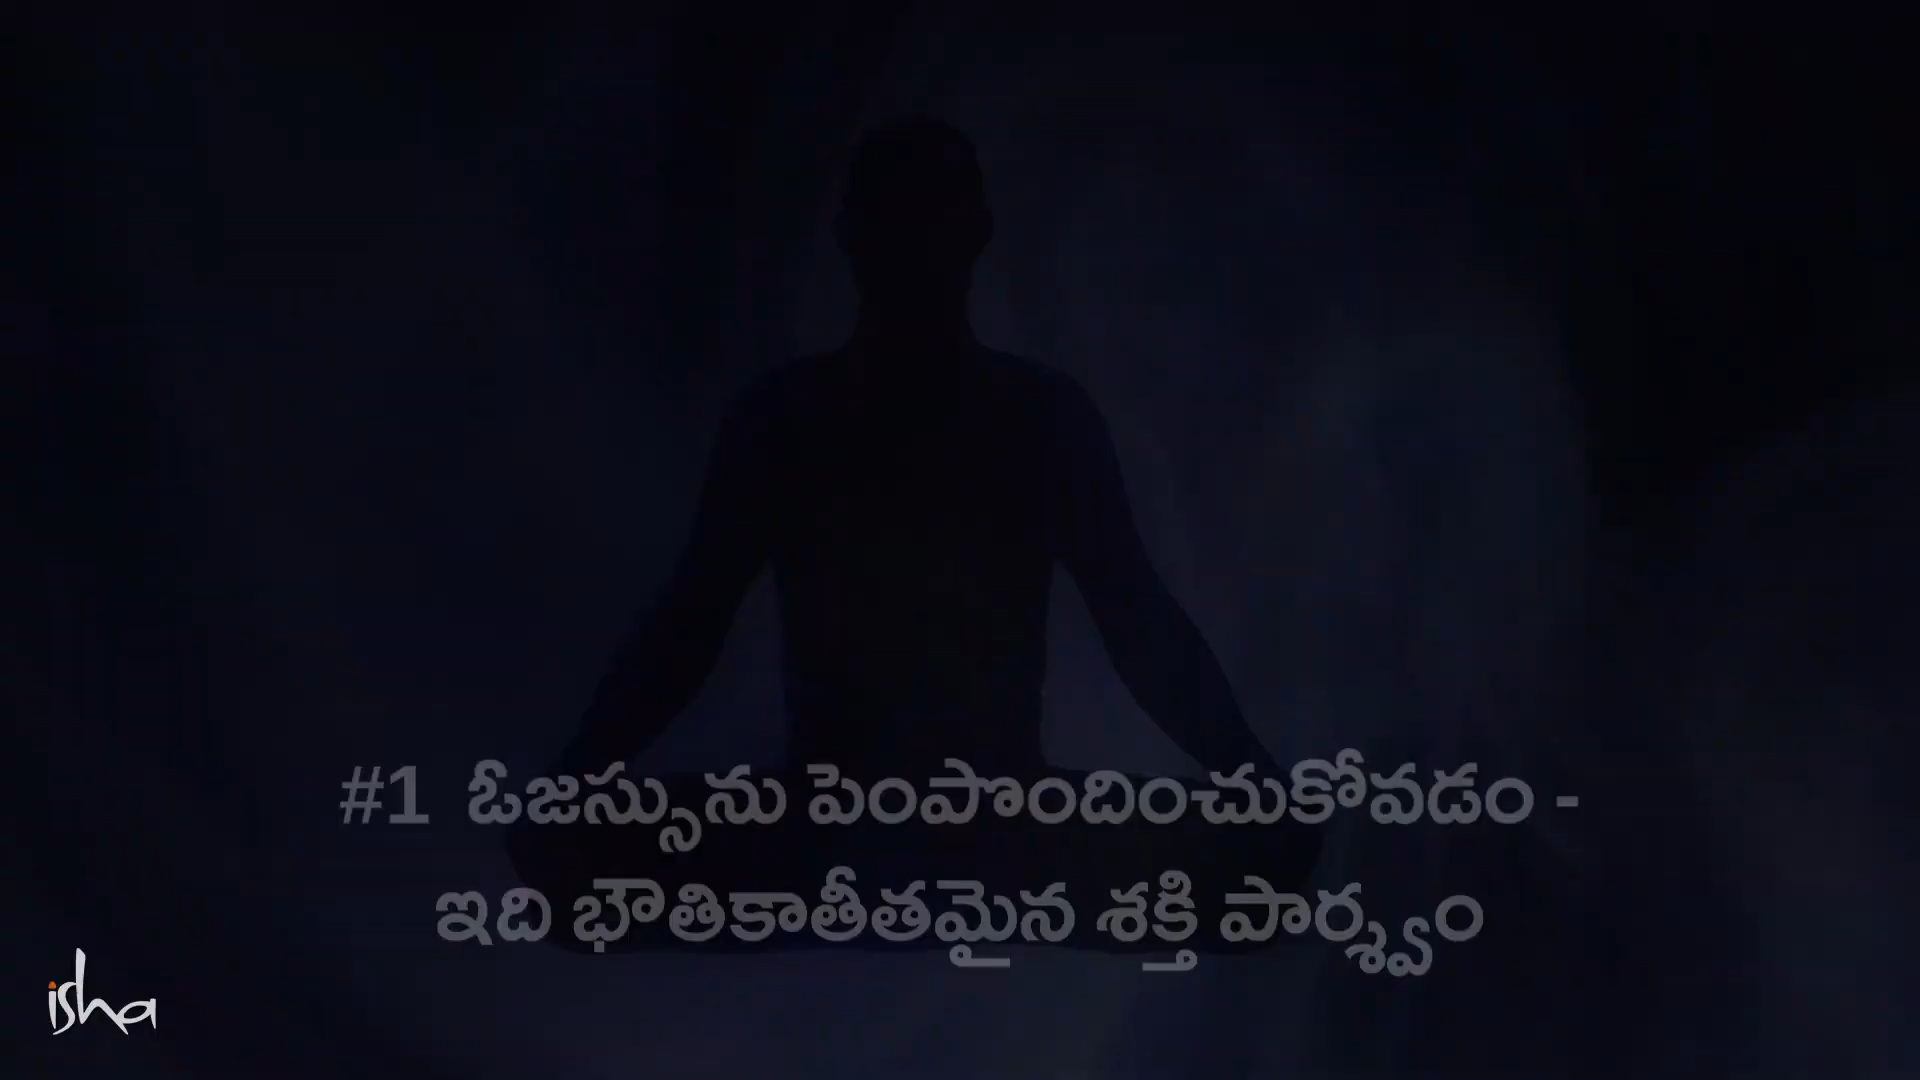 #1 ఓజస్సును పెంపొందించుకోవడం -
ఇది భౌతికాతీతమైన శక్తి పార్శ్వం
isha